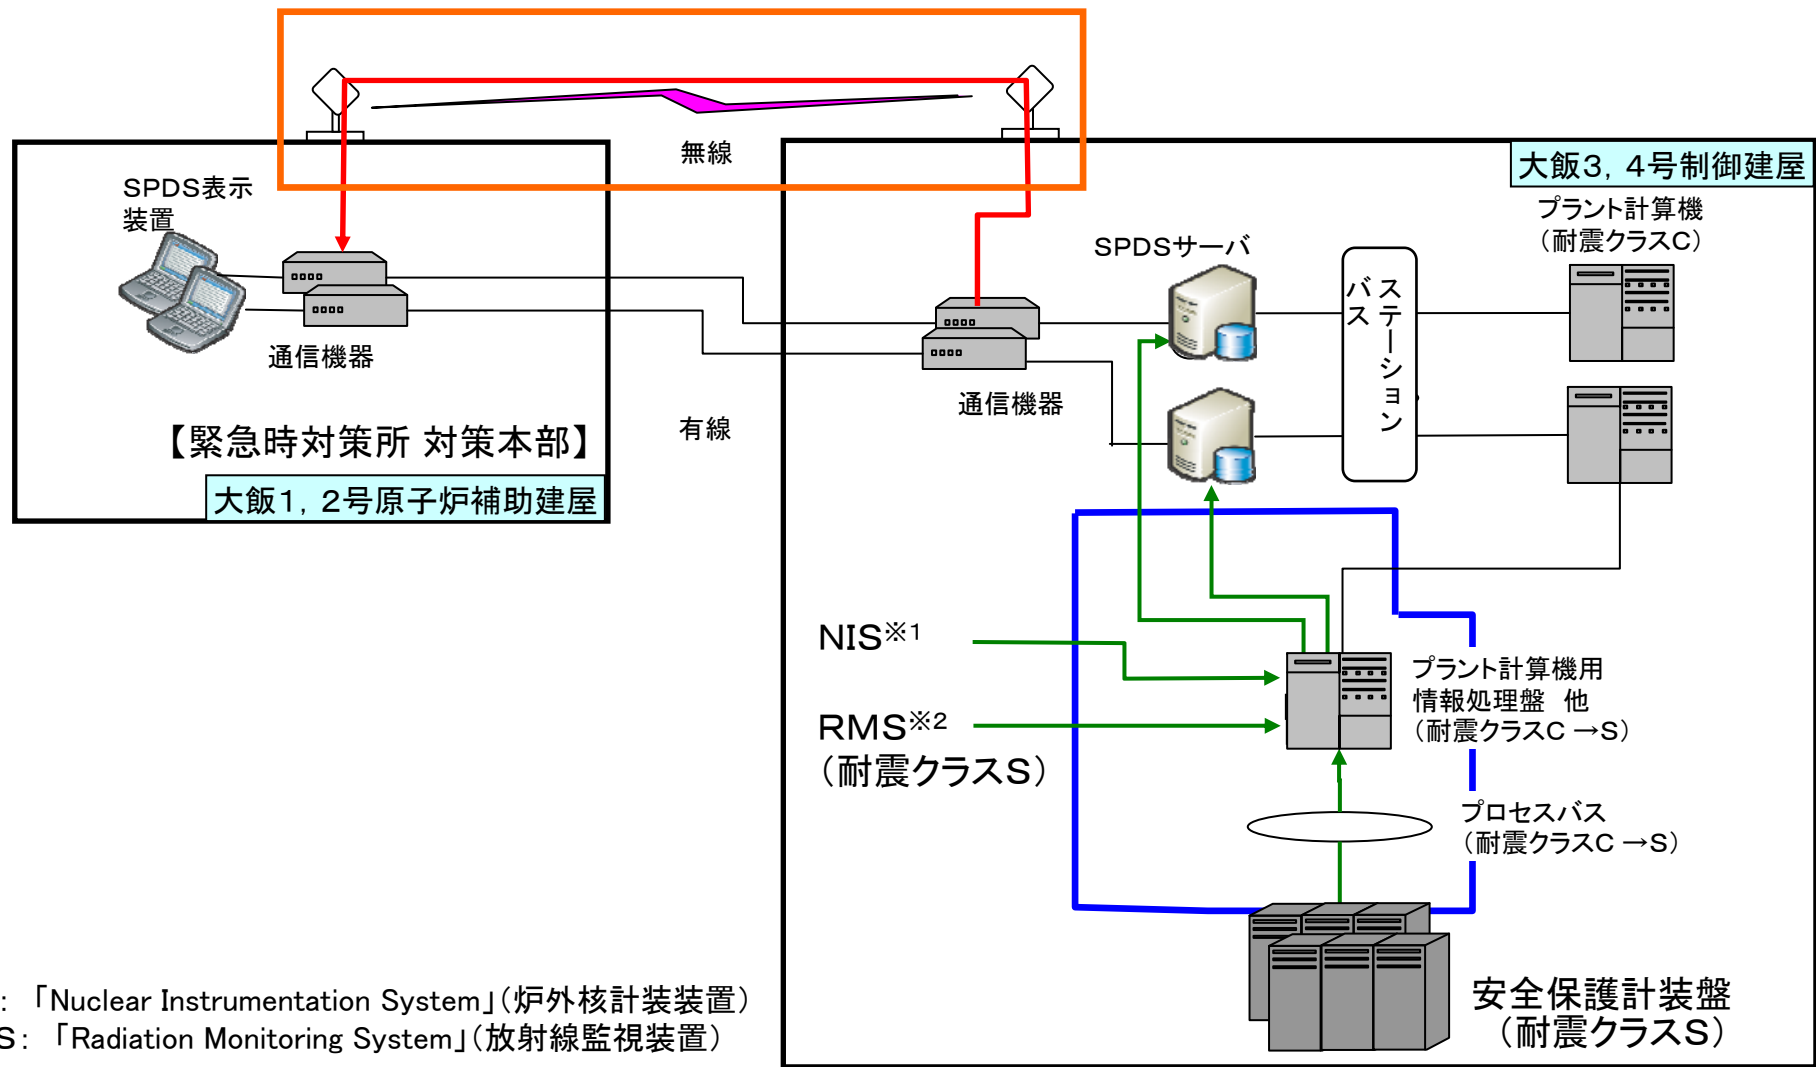 無線
大飯3，4号制御建屋
SPDS表示
装置
プラント計算機
（耐震クラスC）
SPDSサーバ
ステーション
バス
通信機器
通信機器
有線
【緊急時対策所 対策本部】
大飯1，2号原子炉補助建屋
NIS※1
プラント計算機用
情報処理盤　他
（耐震クラスC →S）
RMS※2
（耐震クラスS）
プロセスバス
（耐震クラスC →S）
安全保護計装盤
（耐震クラスS）
：「Nuclear Instrumentation System」（炉外核計装装置）
S：「Radiation Monitoring System」（放射線監視装置）